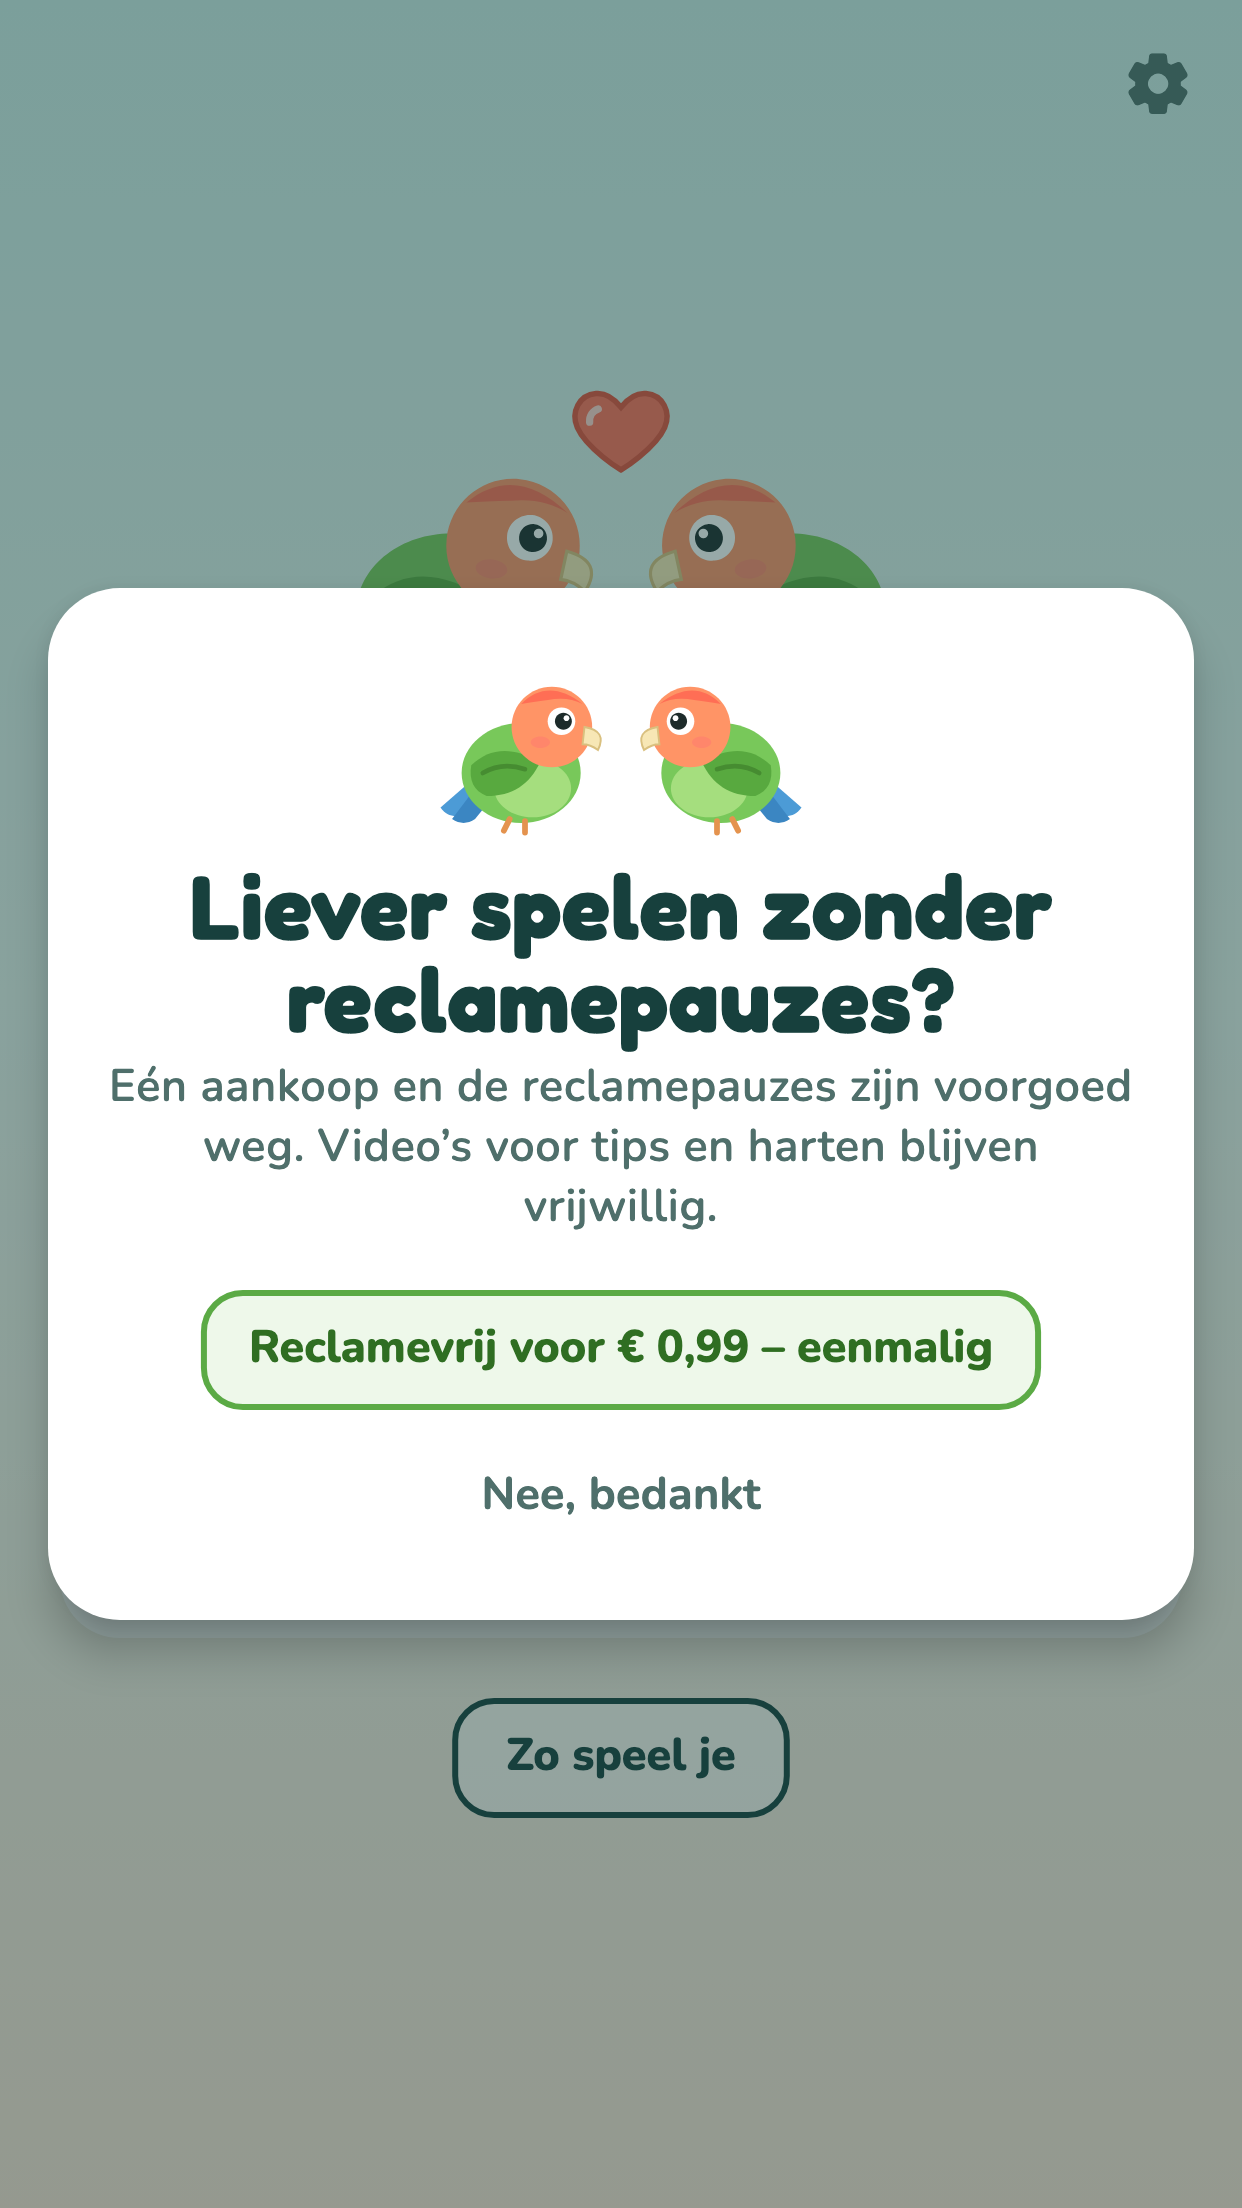 Liever spelen zonder
reclamepauzes?
Eén aankoop en de reclamepauzes zijn voorgoed
weg. Video’s voor tips en harten blijven
vrijwillig.
Reclamevrij voor € 0,99 – eenmalig
Nee, bedankt
Zo speel je